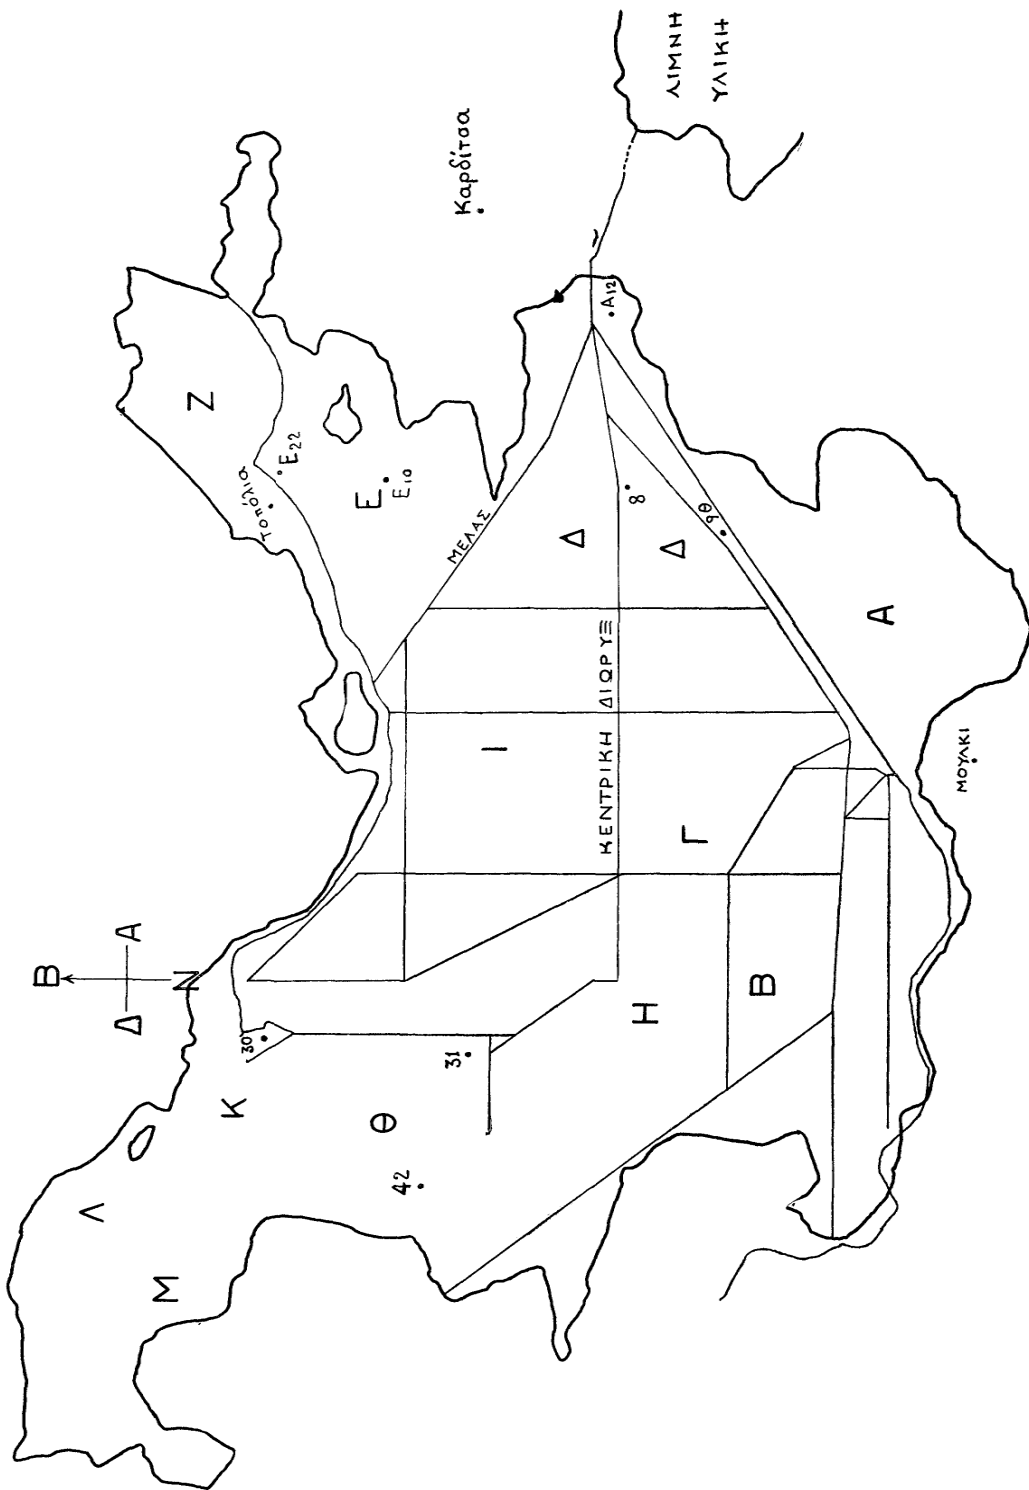 Β
Λ
Δ Α
Μ
Ν
Ζ
Κ
30
Τοπόλια
Ε22
Ε
Θ
Ε10
42
31
Καρδίτσα
ΜΕΛΑΣ
Ι
Δ
ΚΕΝΤΡΙΚΗ ΔΙΩΡΥΞ
Α12
8
Η
Δ
ΛΙΜΝΗ
ΥΛΙΚΗ
Γ
9θ
Β
Α
ΜΟΥΛΚΙ